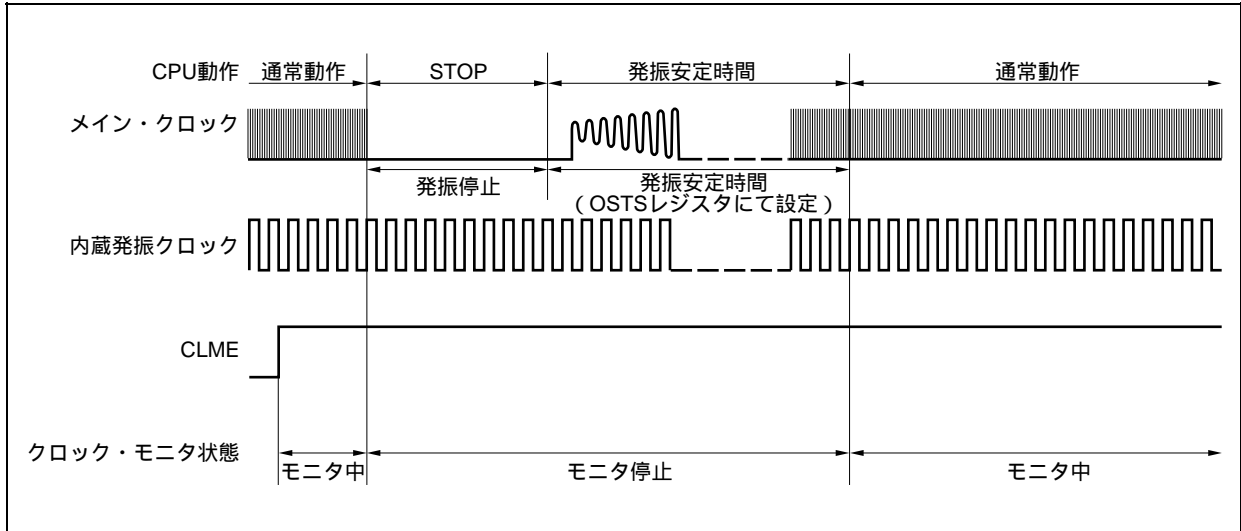 CPU動作 通常動作 STOP 発振安定時間 通常動作
メイン・クロック
発振停止 発振安定時間
(OSTSレジスタにて設定)
内蔵発振クロック
CLME
クロック・モニタ状態
モニタ中 モニタ停止 モニタ中